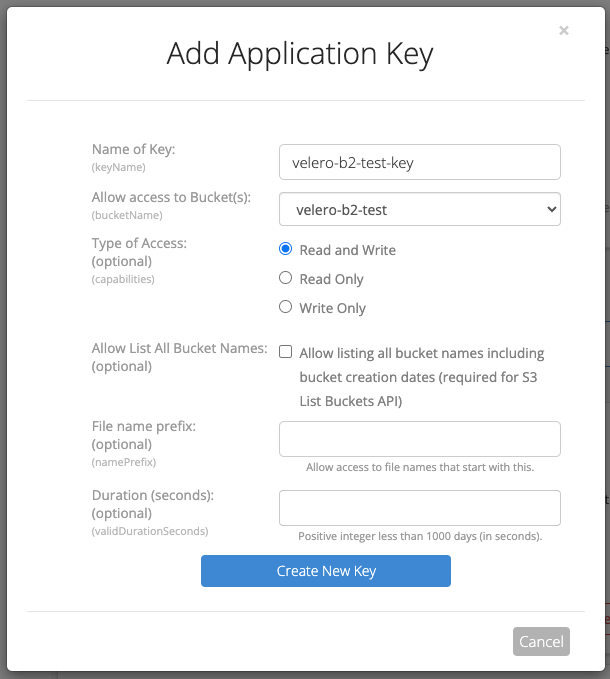 ×
Add Application Key
Name of Key:
(keyName)
velero-b2-test-key
Allow access to Bucket(s):
(bucketName)
velero-b2-test
Type of Access:
(optional)
(capabilities)
Read and Write
Read Only
Write Only
Allow List All Bucket Names:
(optional)
Allow listing all bucket names including
bucket creation dates (required for S3
List Buckets API)
File name prefix:
(optional)
(namePrefix)
Allow access to file names that start with this.
Duration (seconds):
(optional)
(validDurationSeconds)
Positive integer less than 1000 days (in seconds).
Create New Key
Cancel